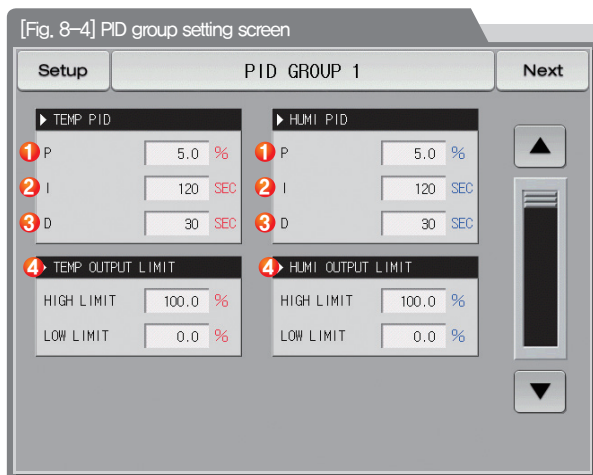 [Fig. 8-4] PID group setting screen
Setup PID GROUP 1 Next
▶ TEMP PID
1 P 5.0 %
2 I 120 SEC
3 D 30 SEC
4 ▶ TEMP OUTPUT LIMIT
HIGH LIMIT 100.0 %
LOW LIMIT 0.0 %
▶ HUMI PID
1 P 5.0 %
2 I 120 SEC
3 D 30 SEC
4 ▶ HUMI OUTPUT LIMIT
HIGH LIMIT 100.0 %
LOW LIMIT 0.0 %